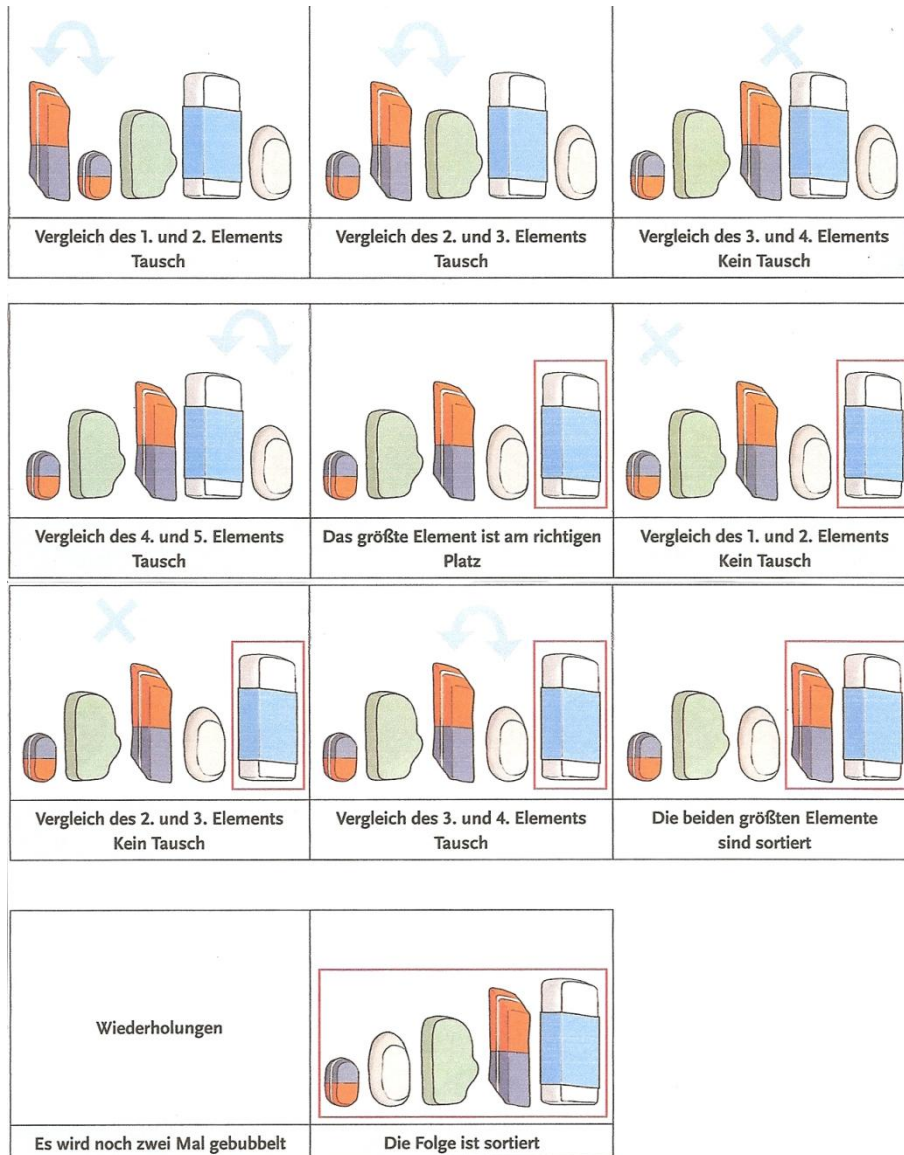 Vergleich des 1. und 2. Elements
Tausch
Vergleich des 2. und 3. Elements
Tausch
Vergleich des 3. und 4. Elements
Kein Tausch
Vergleich des 4. und 5. Elements
Tausch
Das größte Element ist am richtigen
Platz
Vergleich des 1. und 2. Elements
Kein Tausch
Vergleich des 2. und 3. Elements
Kein Tausch
Vergleich des 3. und 4. Elements
Tausch
Die beiden größten Elemente
sind sortiert
Wiederholungen
Es wird noch zwei Mal gebubbelt
Die Folge ist sortiert